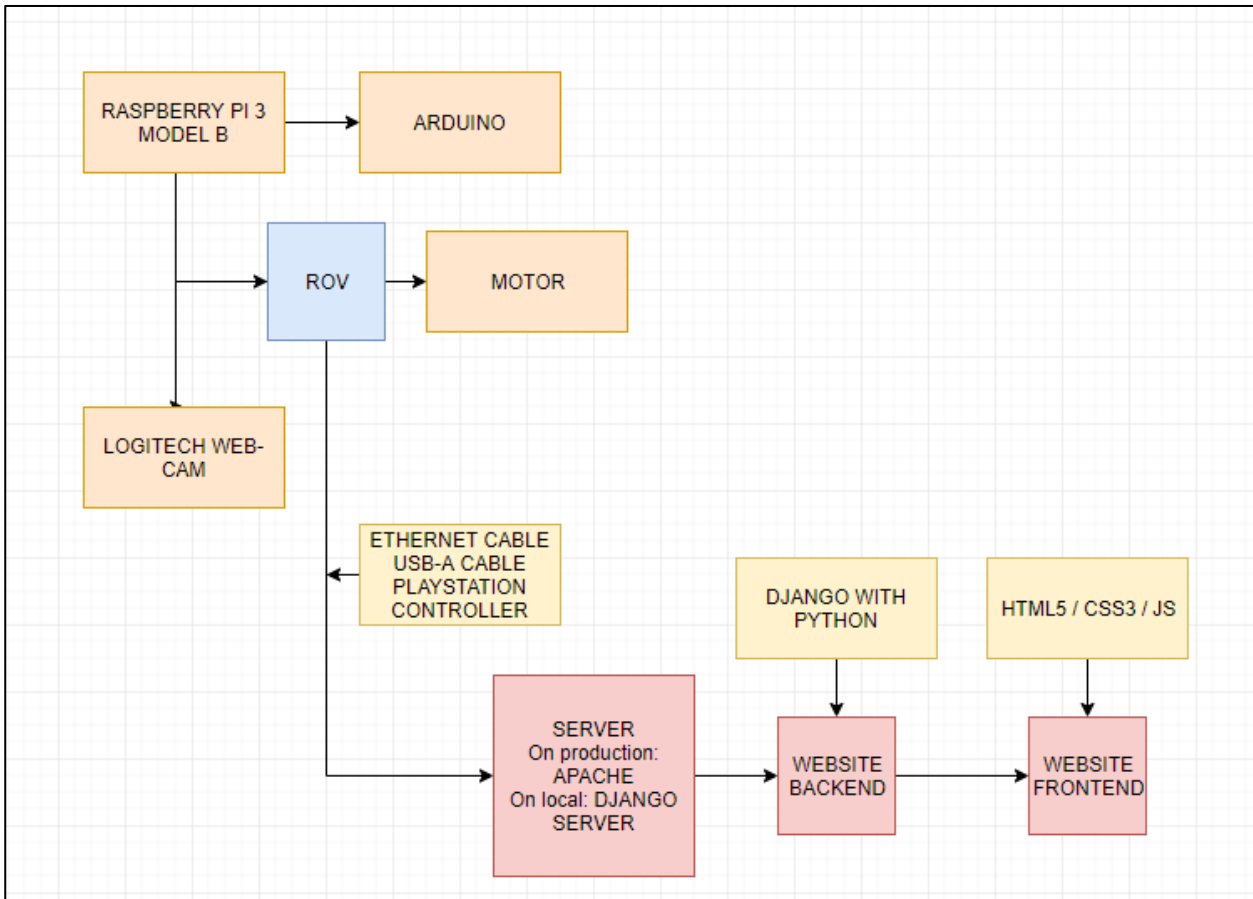 RASPBERRY PI 3
MODEL B
ARDUINO
ROV
MOTOR
LOGITECH WEB-
CAM
ETHERNET CABLE
USB-A CABLE
PLAYSTATION
CONTROLLER
DJANGO WITH
PYTHON
HTML5 / CSS3 / JS
SERVER
On production:
APACHE
On local: DJANGO
SERVER
WEBSITE
BACKEND
WEBSITE
FRONTEND